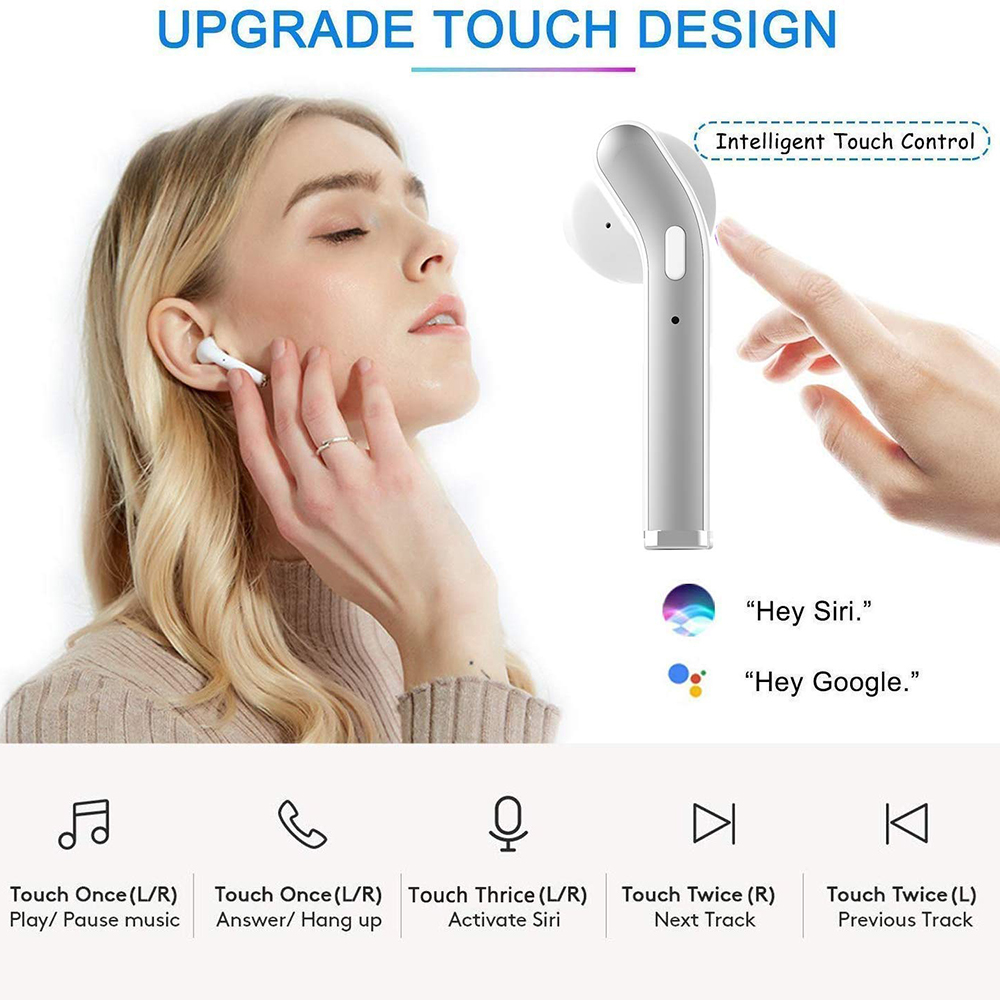 UPGRADE TOUCH DESIGN
Intelligent Touch Control
“Hey Siri.”
“Hey Google.”
Touch Once(L/R)
Play/ Pause music
Touch Once(L/R)
Answer/ Hang up
Touch Thrice(L/R)
Activate Siri
Touch Twice (R)
Next Track
Touch Twice(L)
Previous Track